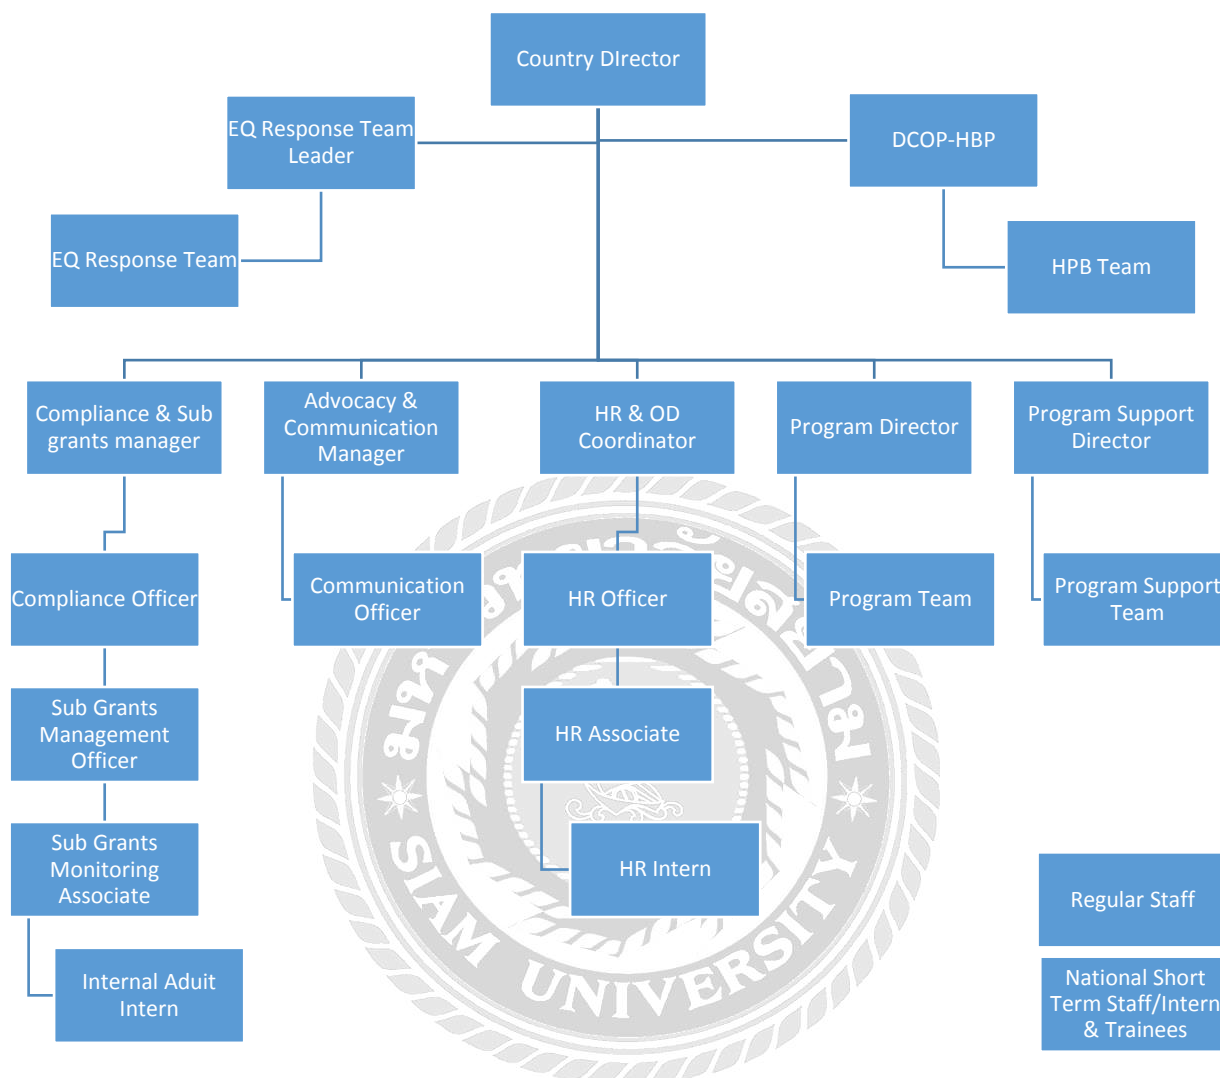 Country DIrector
EQ Response Team
Leader
DCOP-HBP
EQ Response Team
HPB Team
Compliance & Sub
grants manager
Advocacy &
Communication
Manager
HR & OD
Coordinator
Program Director
Program Support
Director
Compliance Officer
Communication
Officer
HR Officer
Program Team
Program Support
Team
Sub Grants
Management
Officer
HR Associate
Sub Grants
Monitoring
Associate
HR Intern
Regular Staff
Internal Aduit
Intern
National Short
Term Staff/Intern
& Trainees
SIAM UNIVERSITY